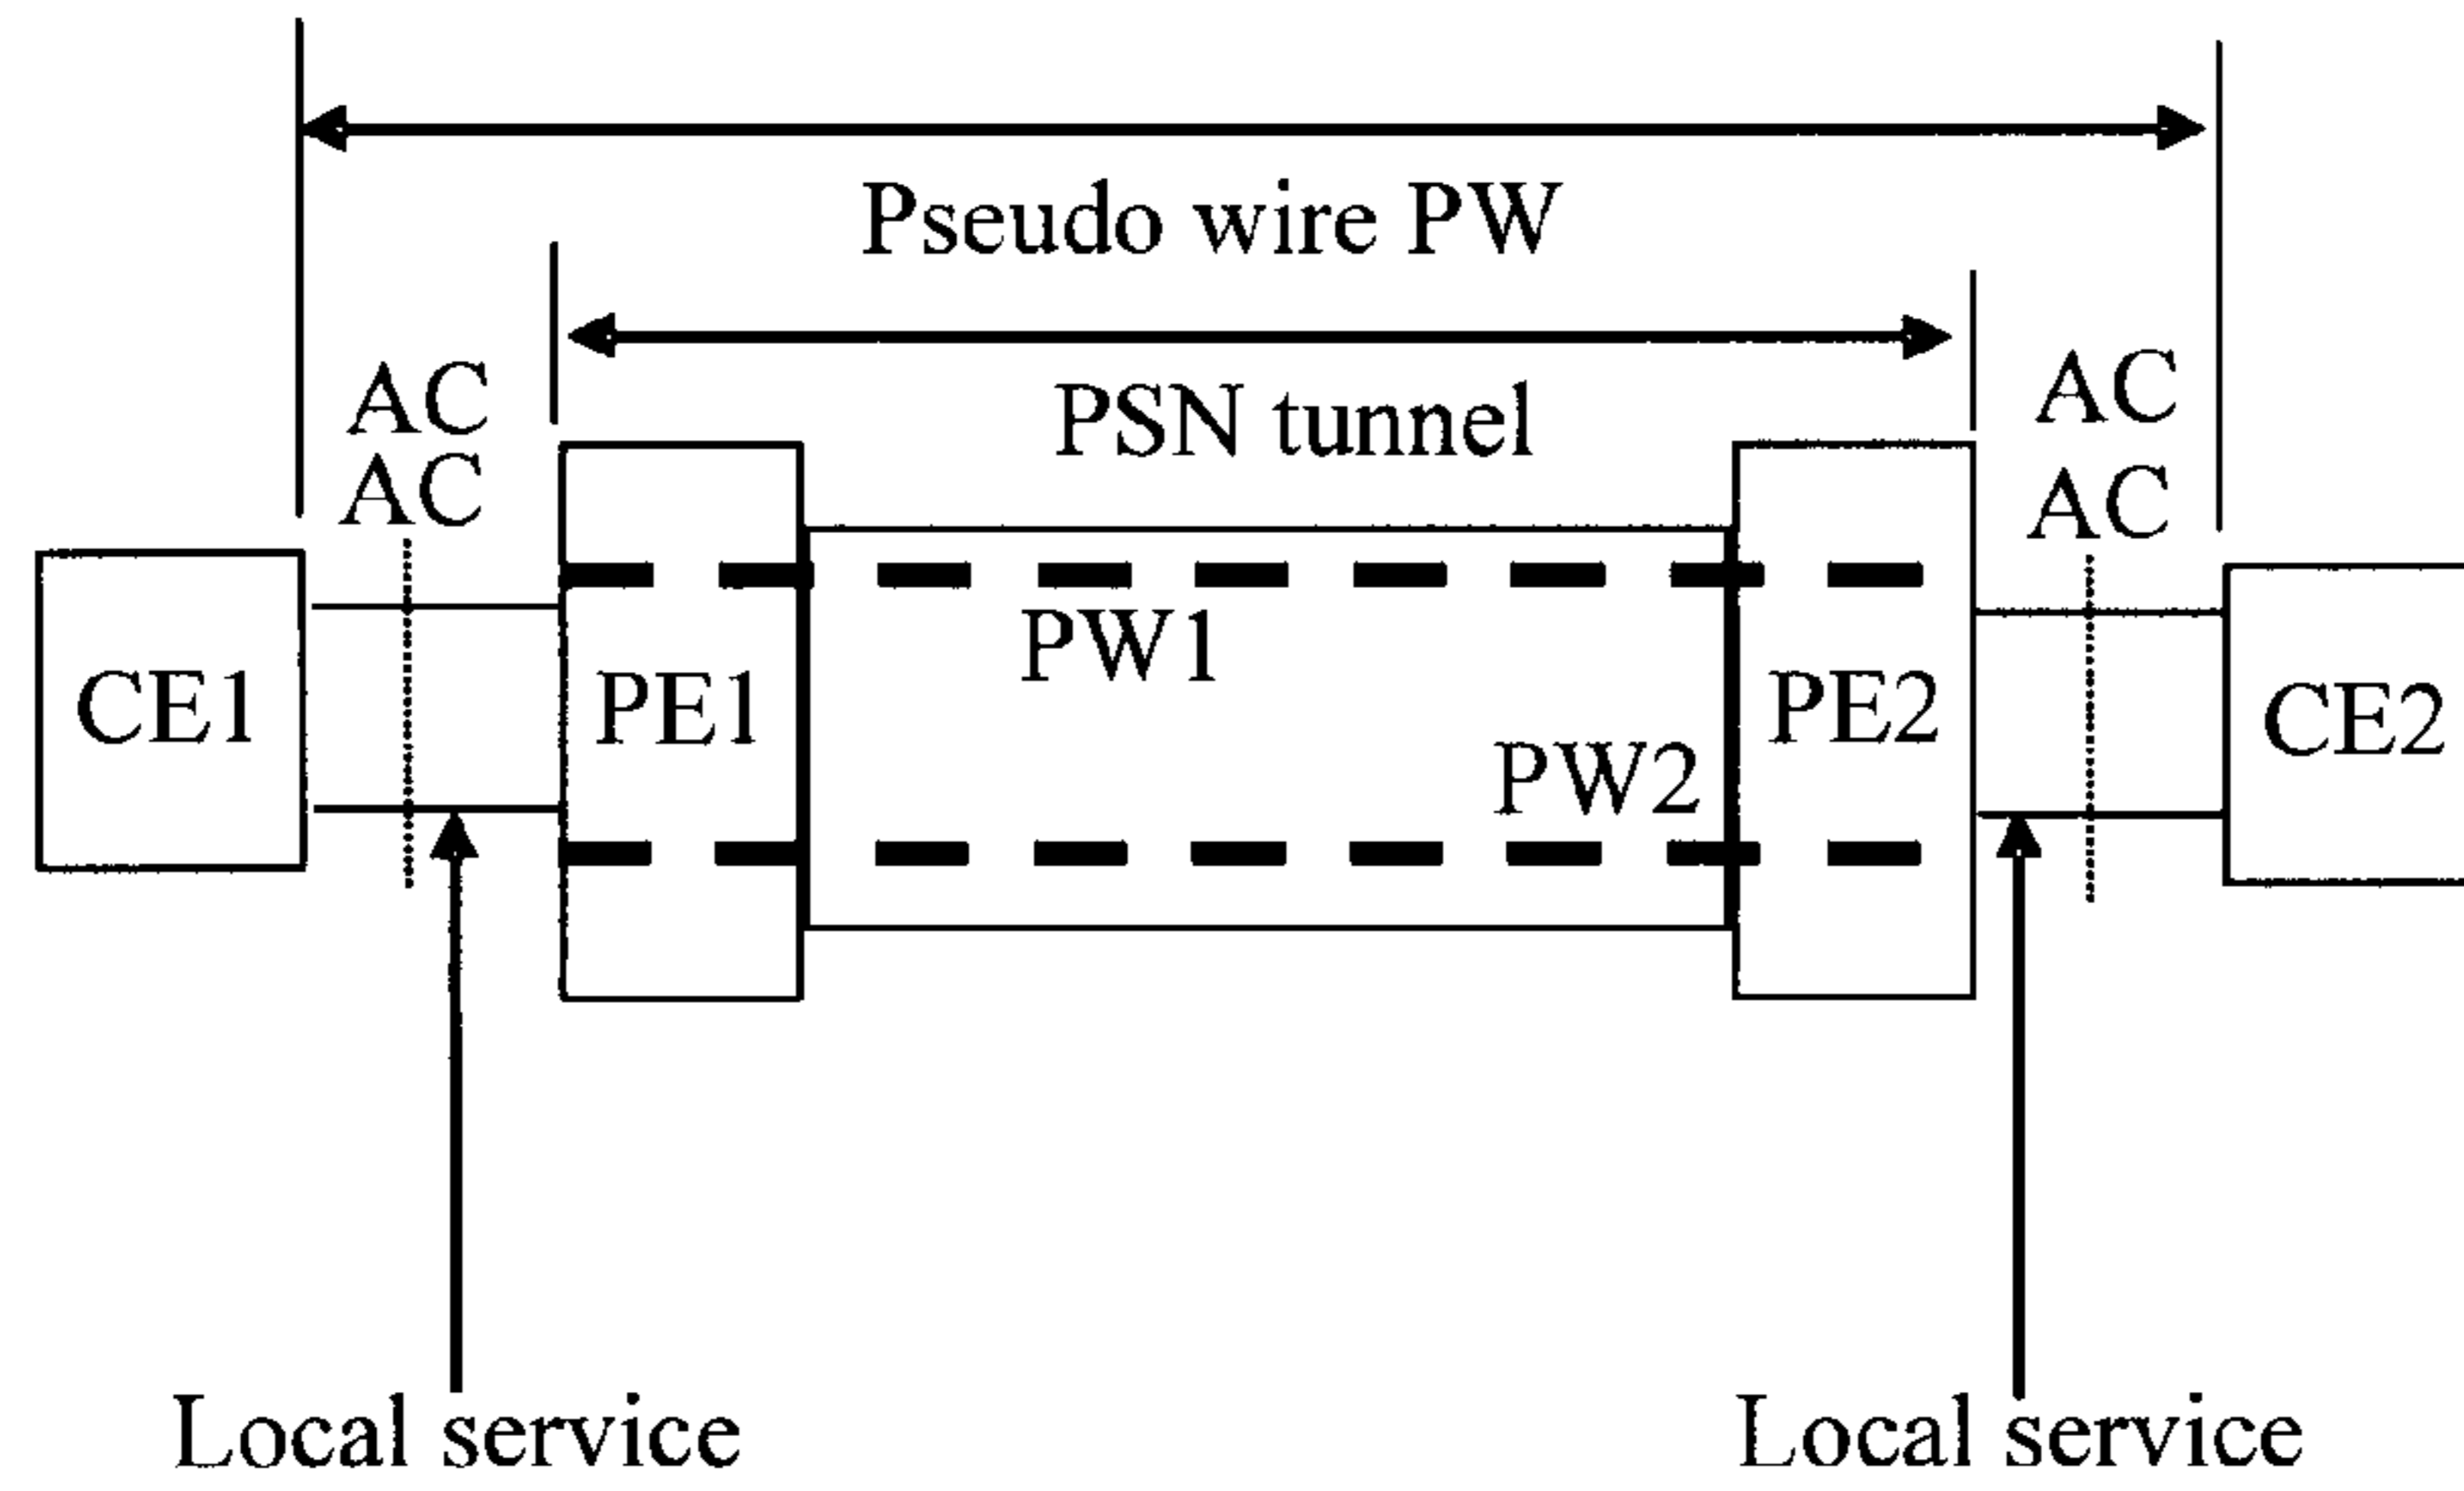 Pseudo wire PW
AC
AC
PSN tunnel
AC
AC
CE1
PE1
PW1
PW2
PE2
CE2
Local service
Local service